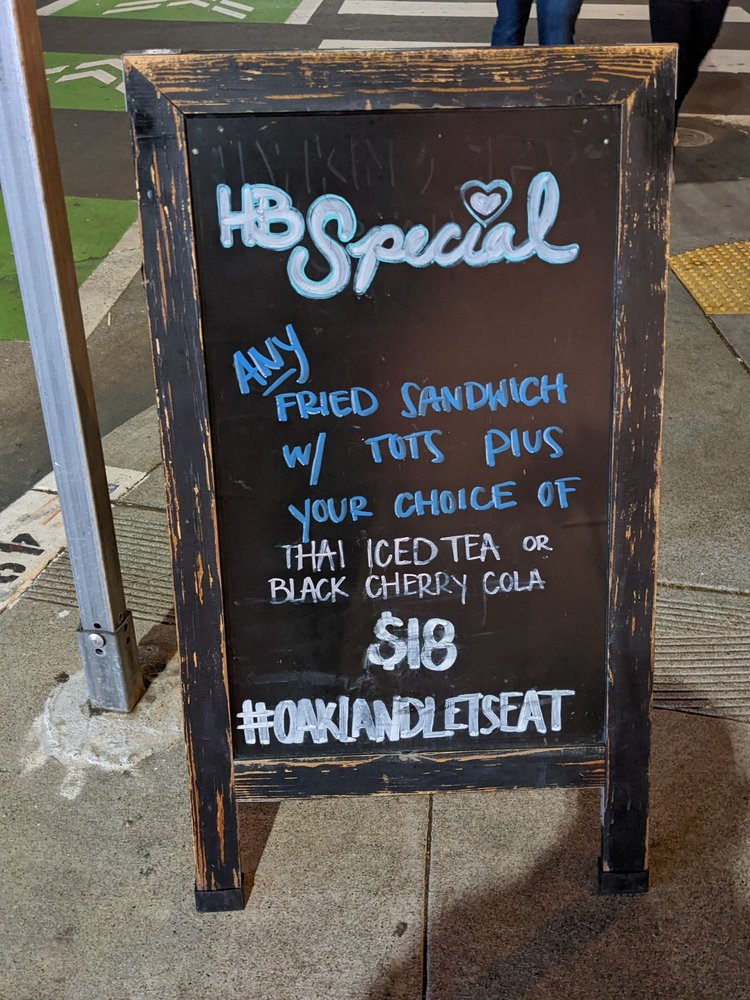 HB Special
ANY
FRIED SANDWICH
W/ TOTS PlUS
YOUR CHOICE OF
THAI ICED TEA OR
BLACK CHERRY COLA
$18
#OAKLANDLETSEAT